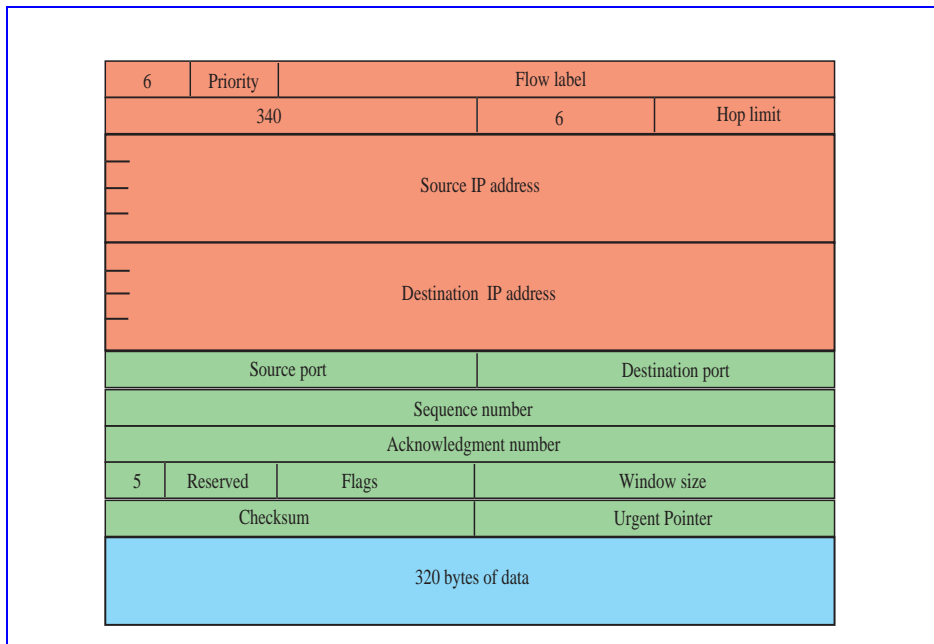 6 Priority Flow label
340 6 Hop limit
Source IP address
Destination IP address
Source port Destination port
Sequence number
Acknowledgment number
5 Reserved Flags Window size
Checksum Urgent Pointer
320 bytes of data